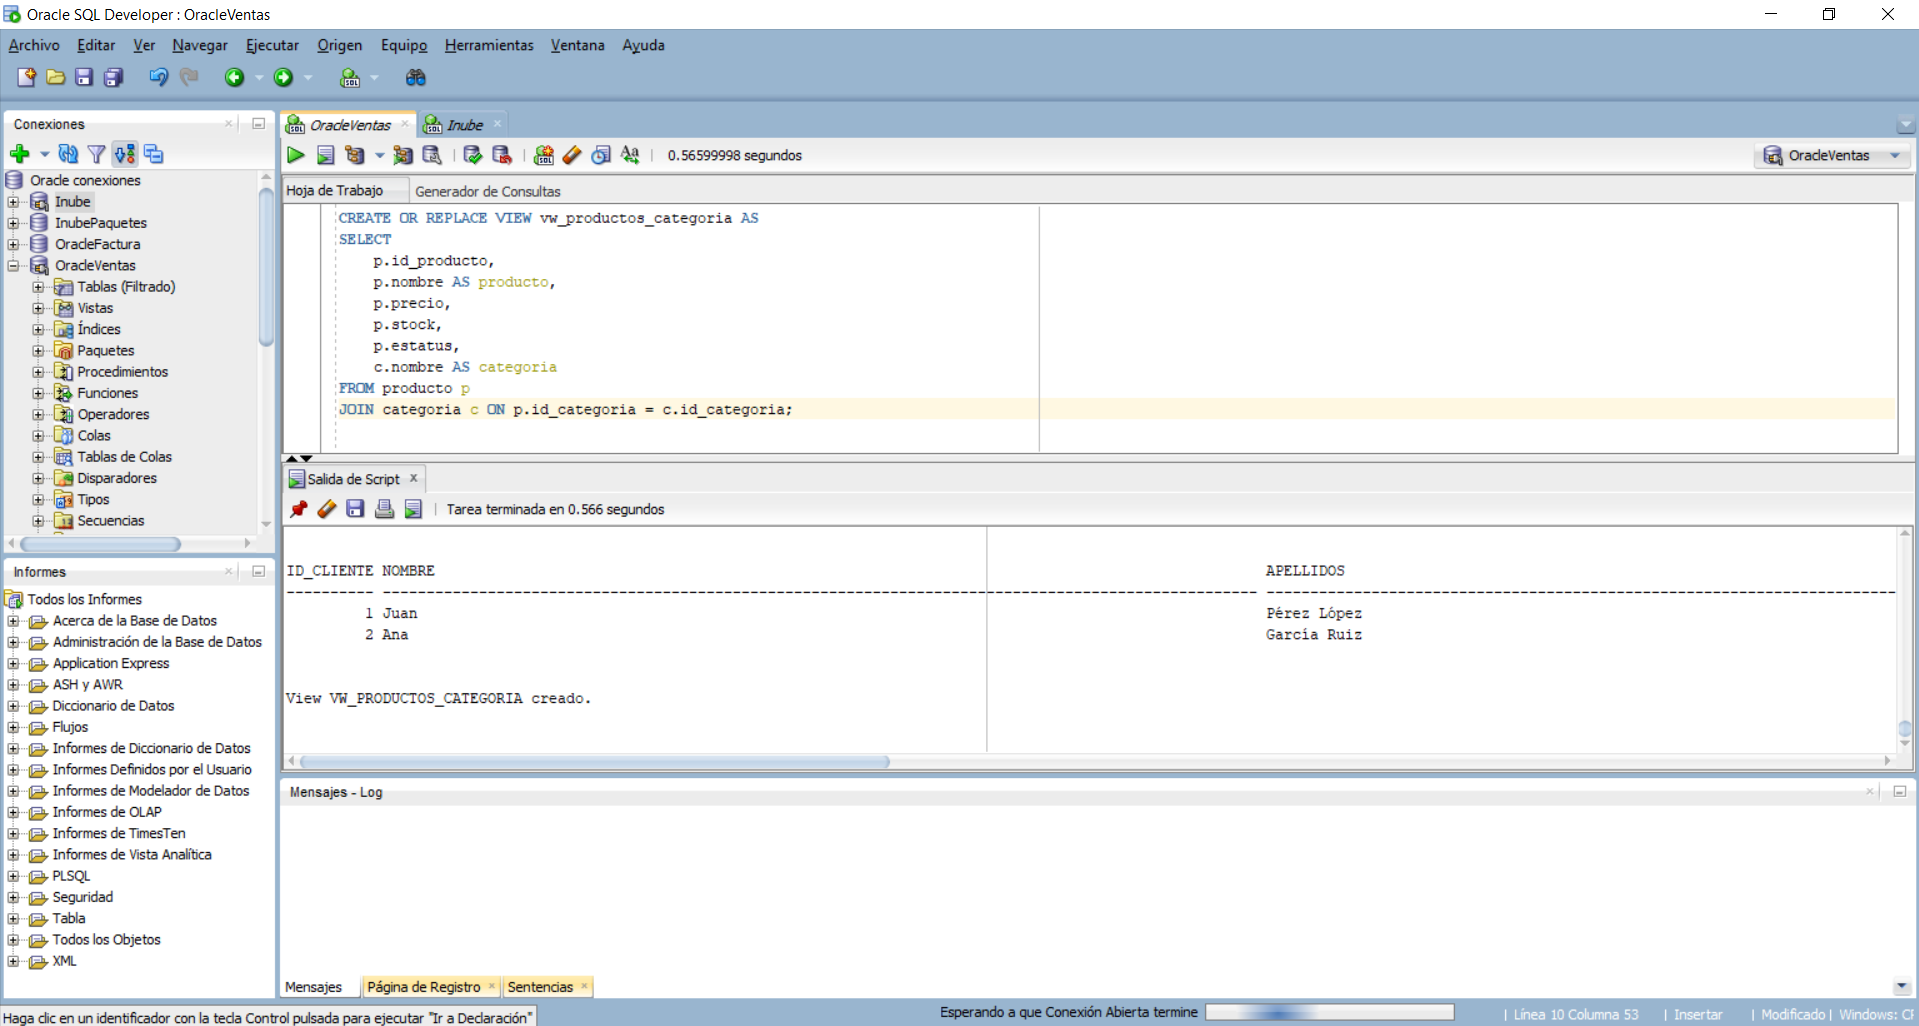 Oracle SQL Developer : OracleVentas
Archivo Editar Ver Navegar Ejecutar Origen Equipo Herramientas Ventana Ayuda
Conexiones
Oracle conexiones
Inube
InubePaquetes
OracleFactura
OracleVentas
Tablas (Filtrado)
Vistas
Índices
Paquetes
Procedimientos
Funciones
Operadores
Colas
Tablas de Colas
Disparadores
Tipos
Secuencias
Informes
Todos los Informes
Acerca de la Base de Datos
Administración de la Base de Datos
Application Express
ASH y AWR
Diccionario de Datos
Flujos
Informes de Diccionario de Datos
Informes Definidos por el Usuario
Informes de Modelador de Datos
Informes de OLAP
Informes de TimesTen
Informes de Vista Analítica
PLSQL
Seguridad
Tabla
Todos los Objetos
XML
OracleVentas Inube
0.56599998 segundos
OracleVentas
Hoja de Trabajo Generador de Consultas
CREATE OR REPLACE VIEW vw_productos_categoria AS
SELECT
p.id_producto,
p.nombre AS producto,
p.precio,
p.stock,
p.estatus,
c.nombre AS categoria
FROM producto p
JOIN categoria c ON p.id_categoria = c.id_categoria;
Salida de Script
Tarea terminada en 0.566 segundos
ID_CLIENTE NOMBRE APELLIDOS
1 Juan Pérez López
2 Ana García Ruiz
View VW_PRODUCTOS_CATEGORIA creado.
Mensajes - Log
Mensajes Página de Registro Sentencias
Haga clic en un identificador con la tecla Control pulsada para ejecutar "Ir a Declaración"
Esperando a que Conexión Abierta termine
| Línea 10 Columna 53 | Insertar | Modificado | Windows: